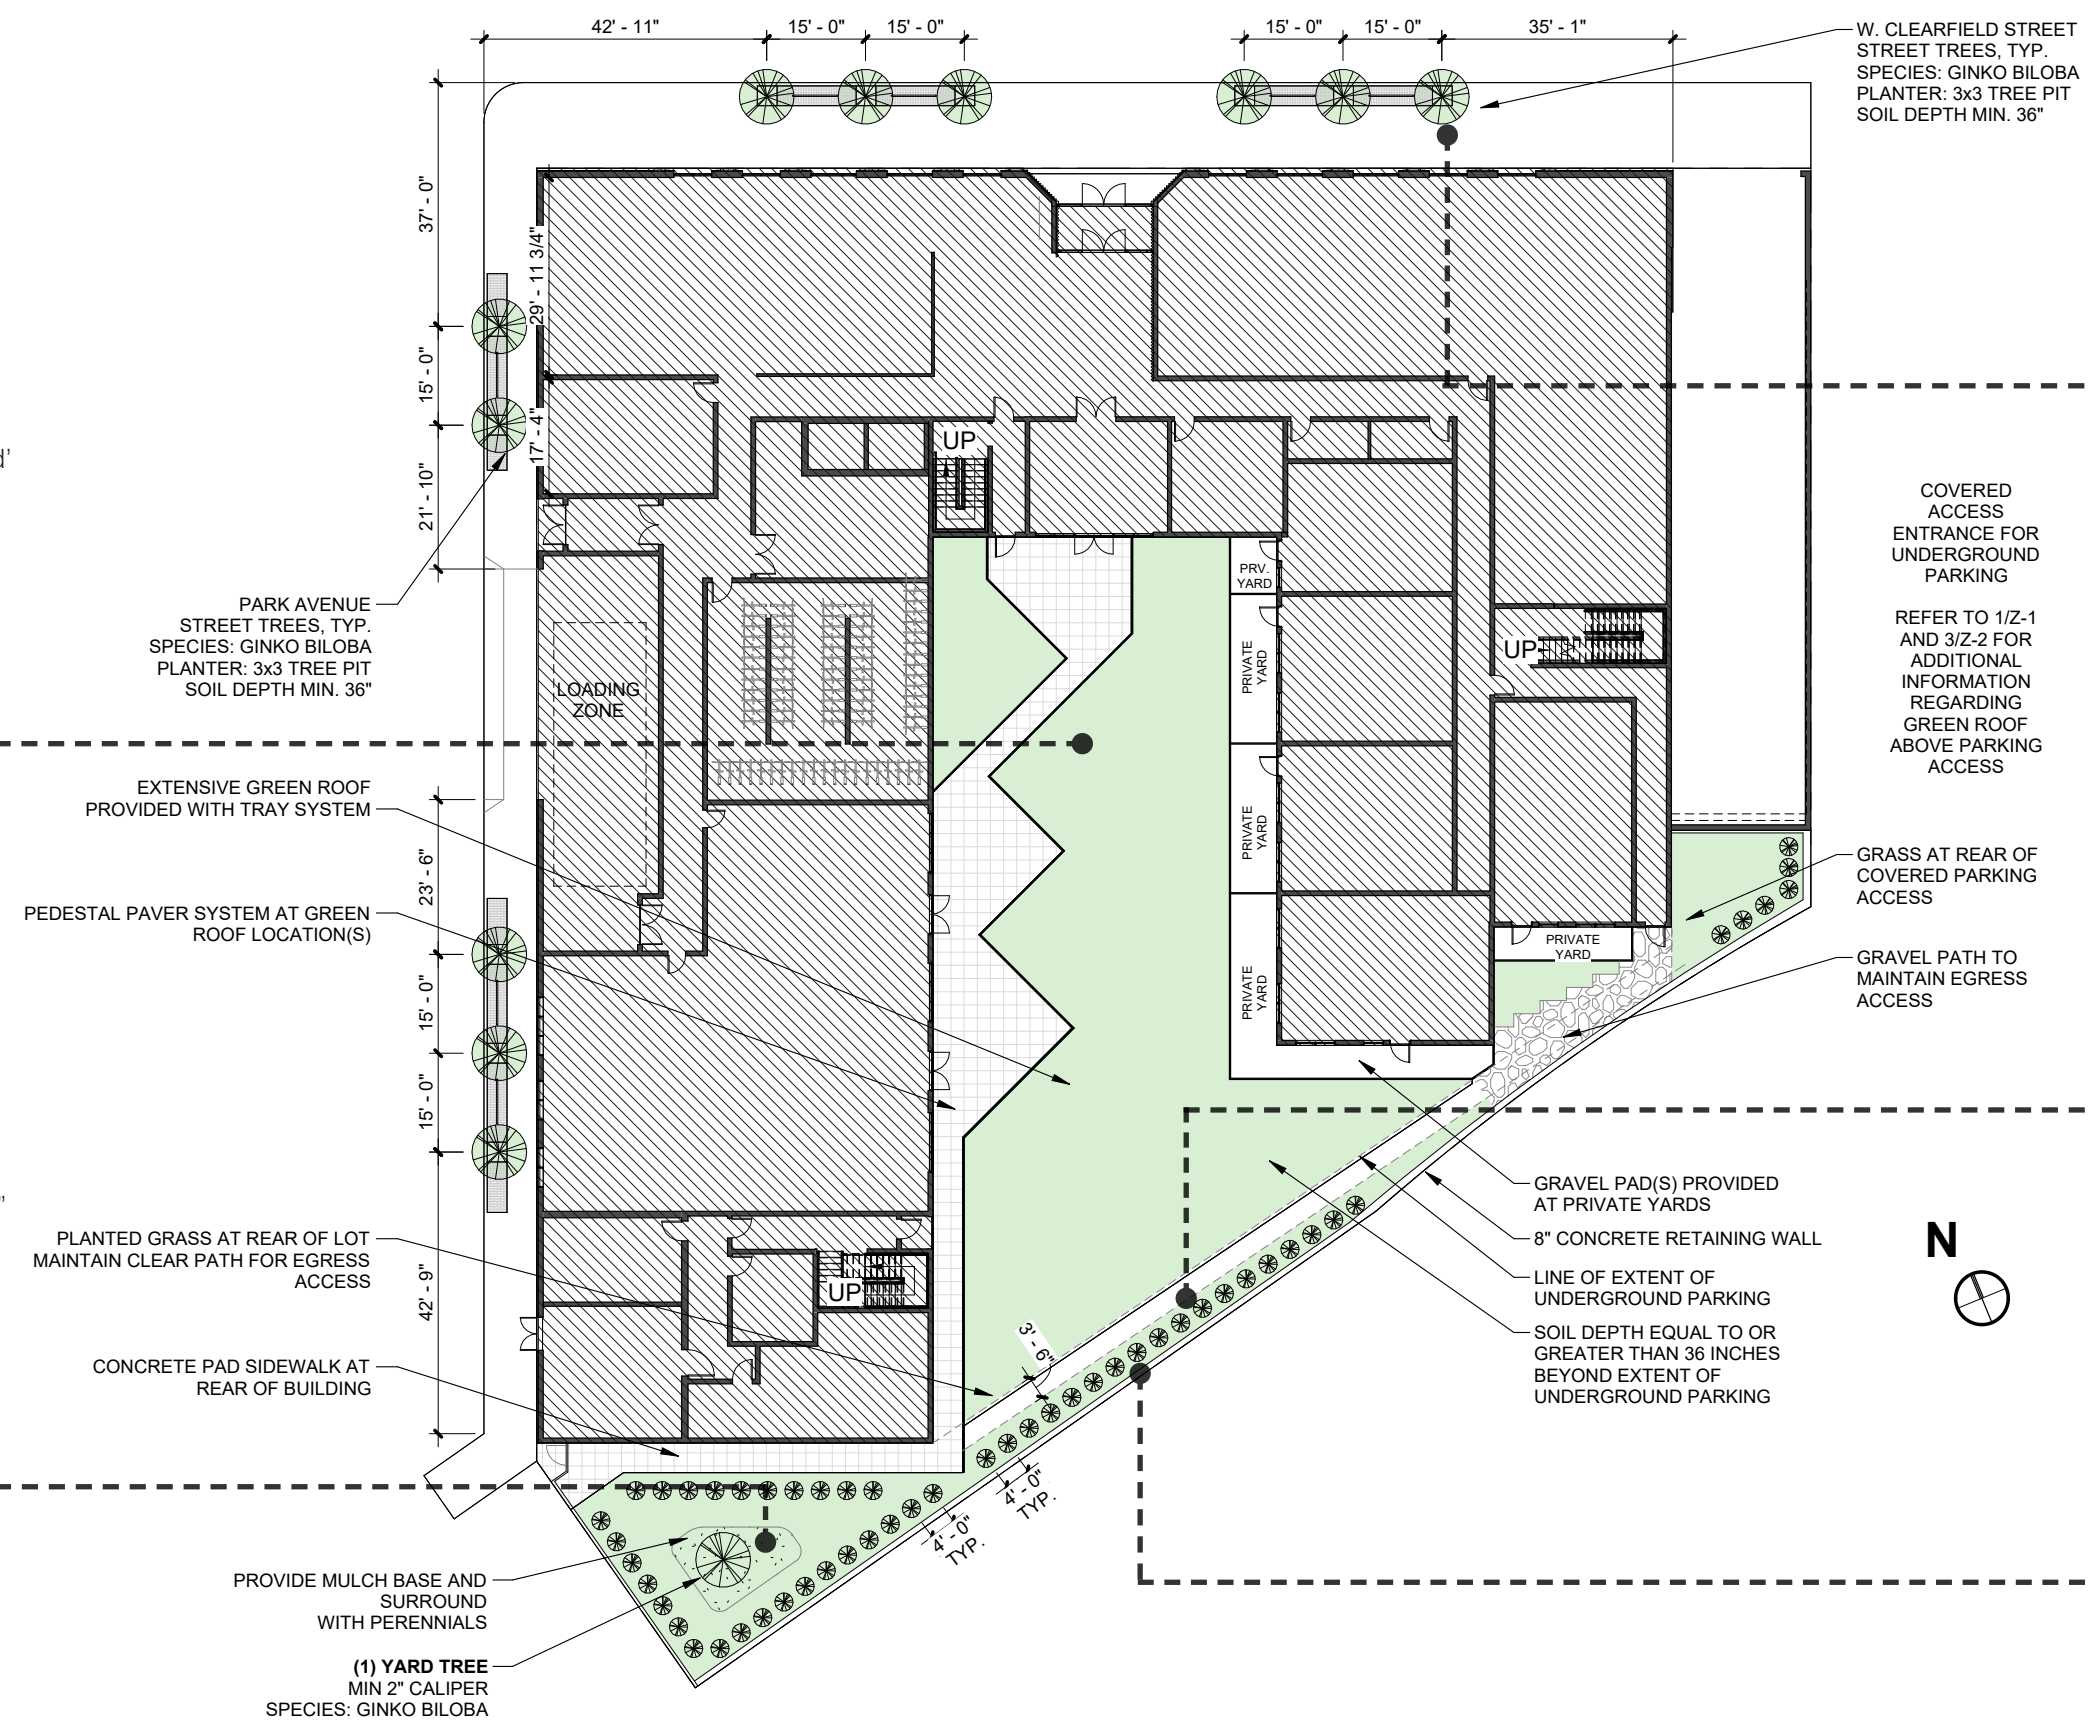 42' - 11"
15' - 0"
15' - 0"
15' - 0"
15' - 0"
35' - 1"
W. CLEARFIELD STREET
STREET TREES, TYP.
SPECIES: GINKO BILOBA
PLANTER: 3x3 TREE PIT
SOIL DEPTH MIN. 36"
37' - 0"
29' - 11 3/4"
15' - 0"
17' - 4"
21' - 10"
d'
UP
COVERED
ACCESS
ENTRANCE FOR
UNDERGROUND
PARKING
REFER TO 1/Z-1
AND 3/Z-2 FOR
ADDITIONAL
INFORMATION
REGARDING
GREEN ROOF
ABOVE PARKING
ACCESS
PARK AVENUE
STREET TREES, TYP.
SPECIES: GINKO BILOBA
PLANTER: 3x3 TREE PIT
SOIL DEPTH MIN. 36"
PRV.
YARD
PRIVATE
YARD
UP
LOADING
ZONE
EXTENSIVE GREEN ROOF
PROVIDED WITH TRAY SYSTEM
PRIVATE
YARD
23' - 6"
GRASS AT REAR OF
COVERED PARKING
ACCESS
PEDESTAL PAVER SYSTEM AT GREEN
ROOF LOCATION(S)
PRIVATE
YARD
PRIVATE
YARD
GRAVEL PATH TO
MAINTAIN EGRESS
ACCESS
15' - 0"
15' - 0"
GRAVEL PAD(S) PROVIDED
AT PRIVATE YARDS
8" CONCRETE RETAINING WALL
LINE OF EXTENT OF
UNDERGROUND PARKING
SOIL DEPTH EQUAL TO OR
GREATER THAN 36 INCHES
BEYOND EXTENT OF
UNDERGROUND PARKING
N
"
PLANTED GRASS AT REAR OF LOT
MAINTAIN CLEAR PATH FOR EGRESS
ACCESS
42' - 9"
UP
3' - 6"
CONCRETE PAD SIDEWALK AT
REAR OF BUILDING
4' - 0"
TYP.
4' - 0"
TYP.
PROVIDE MULCH BASE AND
SURROUND
WITH PERENNIALS
(1) YARD TREE
MIN 2" CALIPER
SPECIES: GINKO BILOBA